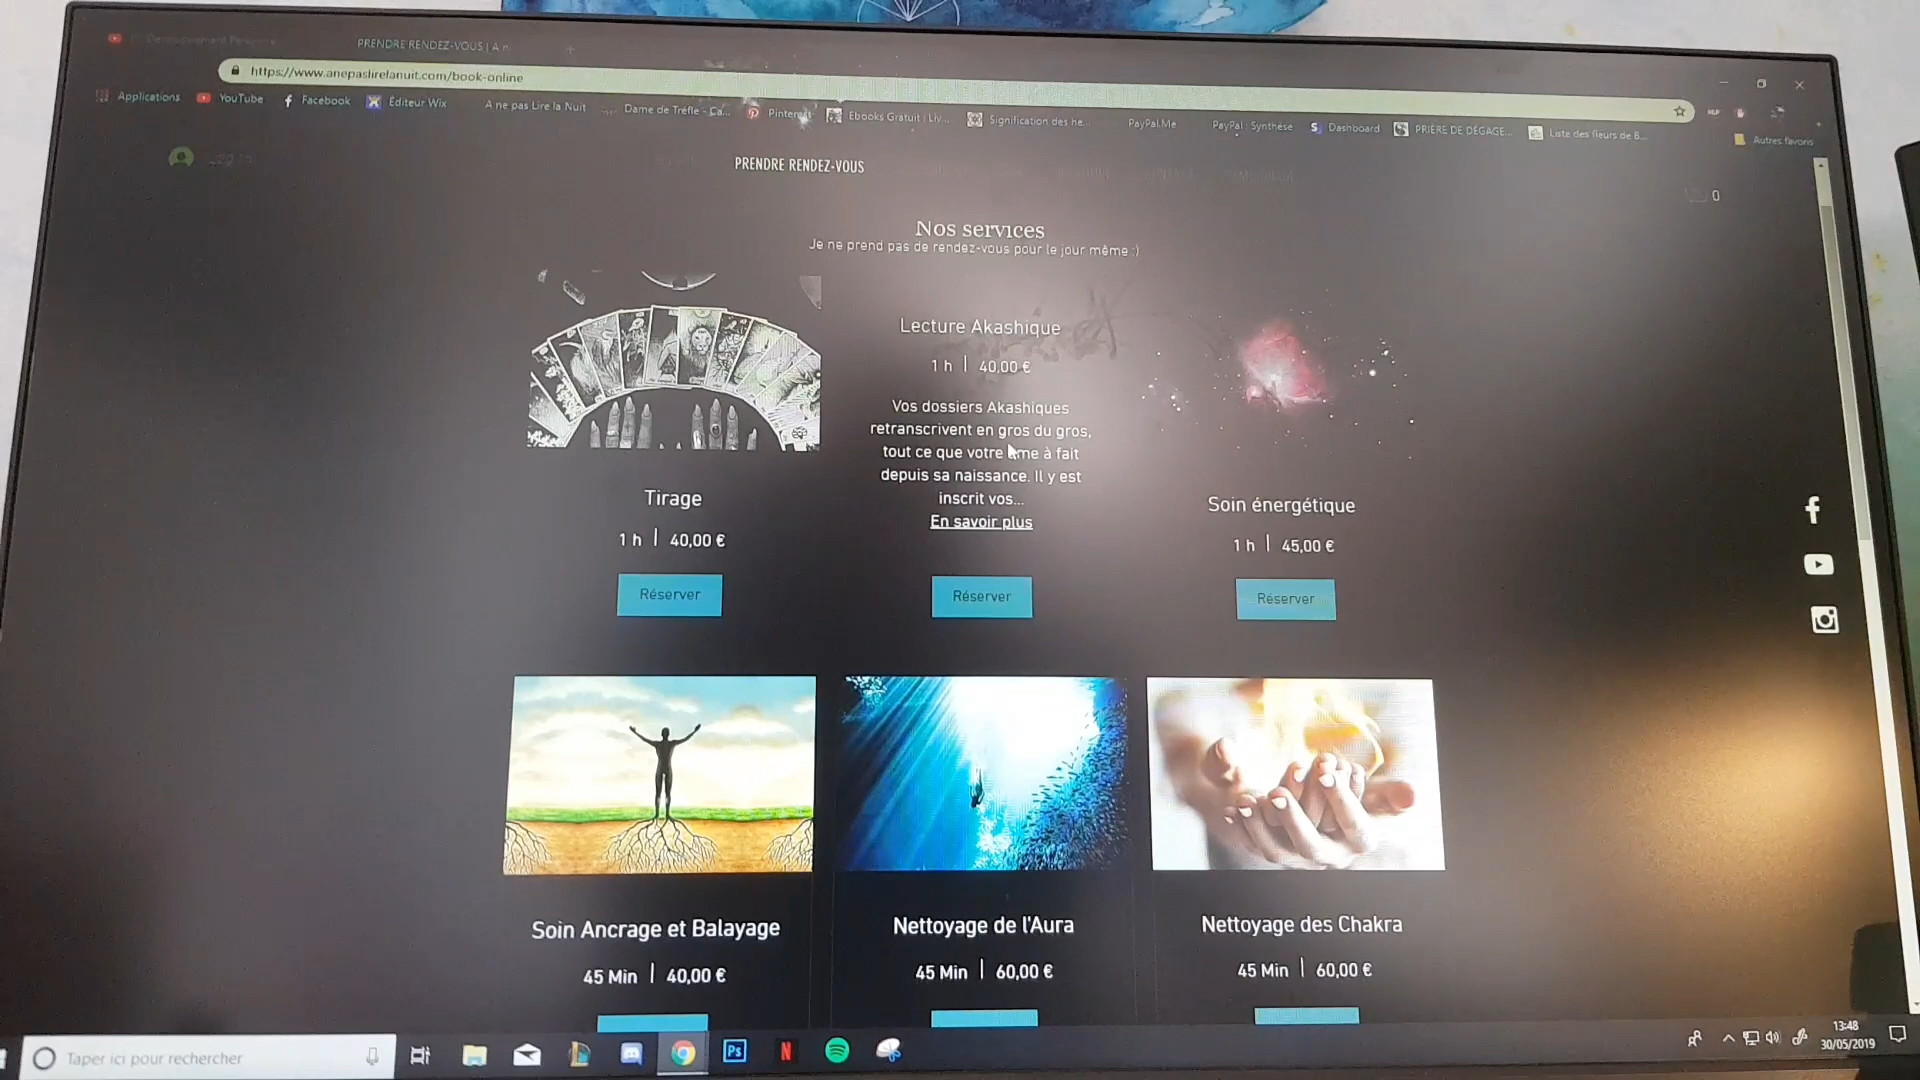 PRENDRE RENDEZ-VOUS | A n
https://www.anepaslirelanuit.com/book-online
Applications YouTube Facebook Éditeur Wix A ne pas Lire la Nuit Dame de Trèfle - Ca... Pinterest Ebooks Gratuit : Liv... Signification des he... PayPal.Me PayPal : Synthèse Dashboard PRIÈRE DE DÉGAGE... Liste des fleurs de B...
Autres favoris
Log In
PRENDRE RENDEZ-VOUS
0
Nos services
Je ne prend pas de rendez-vous pour le jour même :)
Lecture Akashique
1 h | 40,00 €
Vos dossiers Akashiques
retranscrivent en gros du gros,
tout ce que votre âme à fait
depuis sa naissance. Il y est
inscrit vos...
En savoir plus
Réserver
Tirage
1 h | 40,00 €
Réserver
Soin énergétique
1 h | 45,00 €
Réserver
Soin Ancrage et Balayage
45 Min | 40,00 €
Nettoyage de l'Aura
45 Min | 60,00 €
Nettoyage des Chakra
45 Min | 60,00 €
Taper ici pour rechercher
Ps
N
13:48
30/05/2019